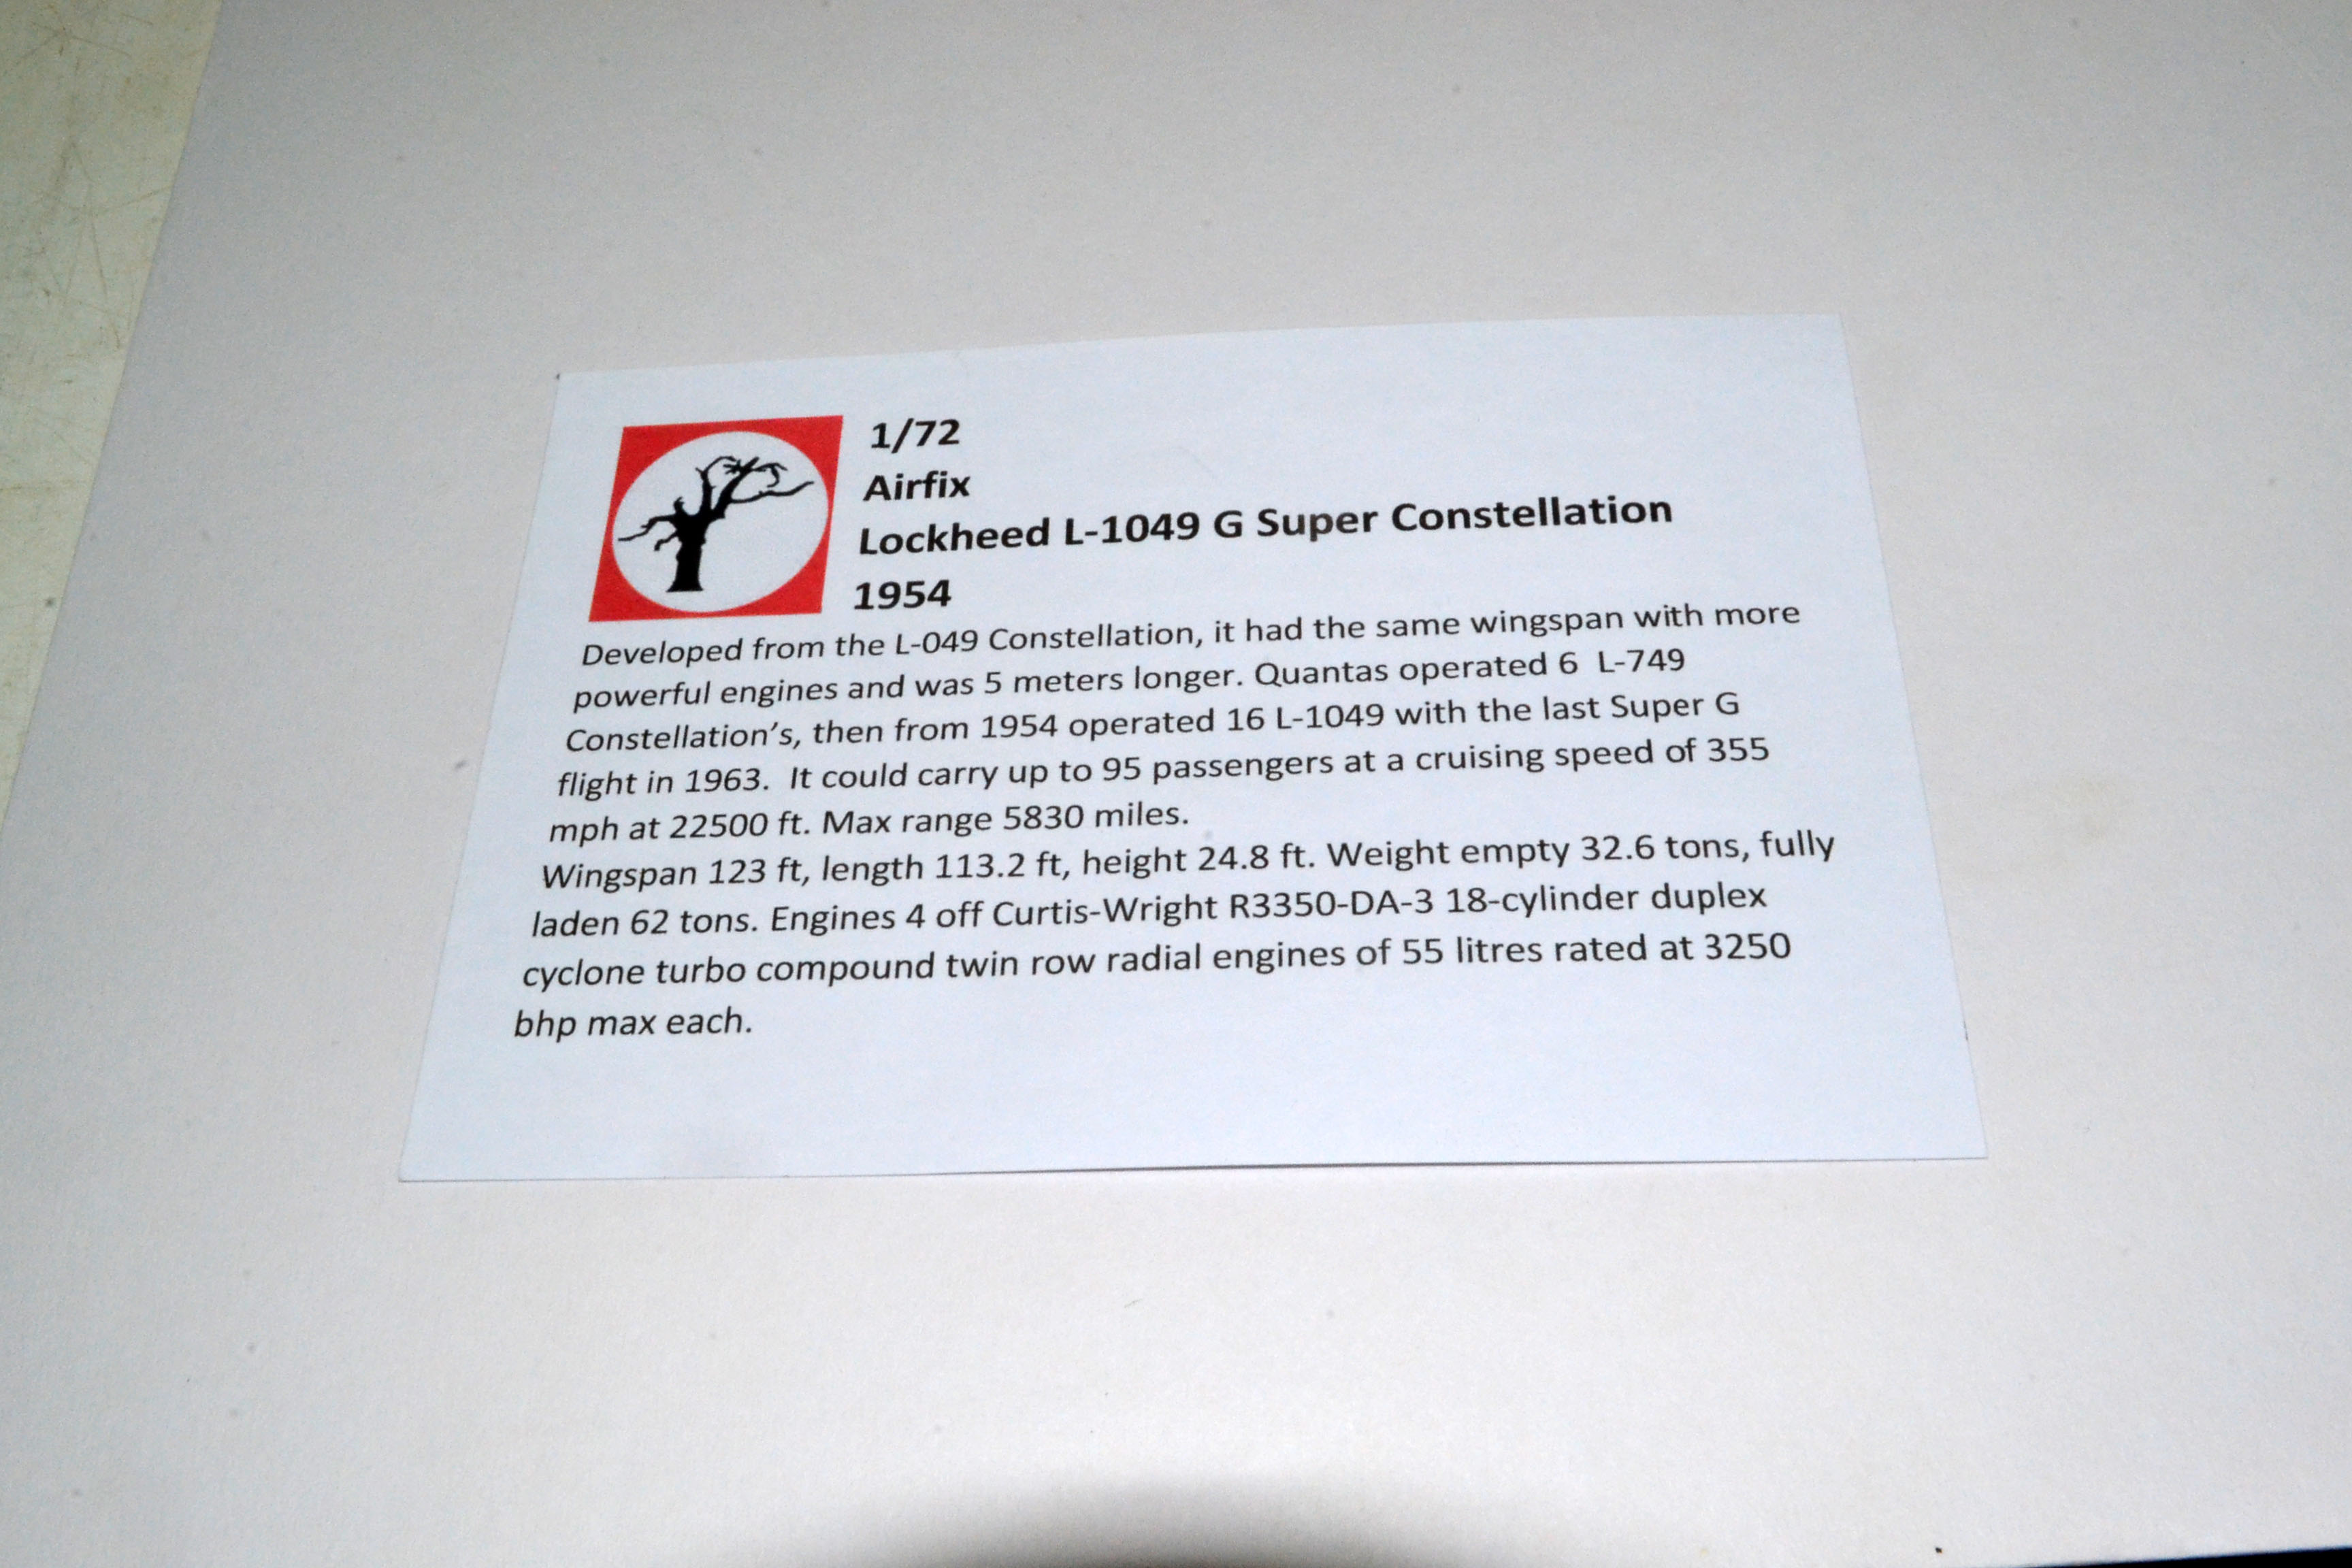 1/72
Airfix
Lockheed L-1049 G Super Constellation
1954
Developed from the L-049 Constellation, it had the same wingspan with more
powerful engines and was 5 meters longer. Quantas operated 6  L-749
Constellation’s, then from 1954 operated 16 L-1049 with the last Super G
flight in 1963.  It could carry up to 95 passengers at a cruising speed of 355
mph at 22500 ft. Max range 5830 miles.
Wingspan 123 ft, length 113.2 ft, height 24.8 ft. Weight empty 32.6 tons, fully
laden 62 tons. Engines 4 off Curtis-Wright R3350-DA-3 18-cylinder duplex
cyclone turbo compound twin row radial engines of 55 litres rated at 3250
bhp max each.